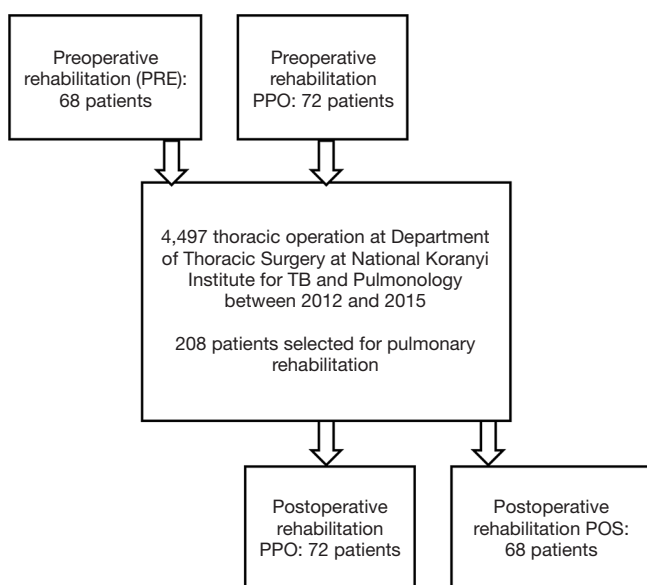 Preoperative
rehabilitation (PRE):
68 patients
Preoperative
rehabilitation
PPO: 72 patients
4,497 thoracic operation at Department
of Thoracic Surgery at National Koranyi
Institute for TB and Pulmonology
between 2012 and 2015
208 patients selected for pulmonary
rehabilitation
Postoperative
rehabilitation
PPO: 72 patients
Postoperative
rehabilitation POS:
68 patients